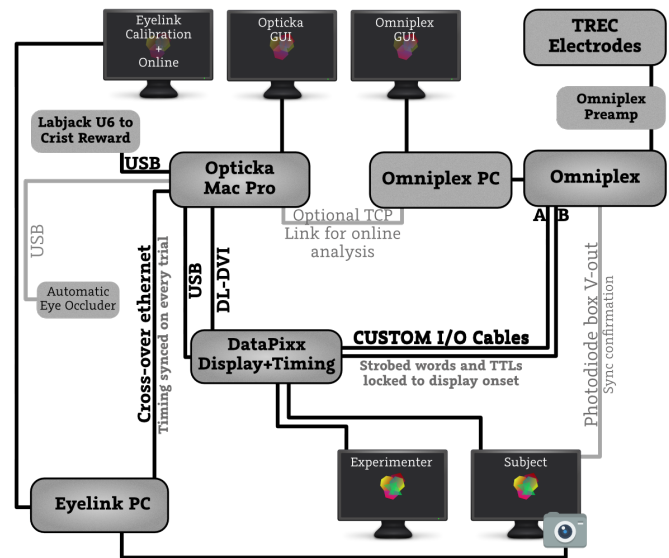 Eyelink
Calibration
+
Online
Opticka
GUI
Omniplex
GUI
TREC
Electrodes
Omniplex
Preamp
Labjack U6 to
Crist Reward
USB
Opticka
Mac Pro
Omniplex PC
Omniplex
A
B
USB
Optional TCP
Link for online
analysis
Automatic
Eye Occluder
Cross-over ethernet
Timing synced on every trial
USB
DL-DVI
DataPixx
Display+Timing
CUSTOM I/O Cables
Strobed words and TTLs
locked to display onset
Photodiode box V-out
Sync confirmation
Experimenter
Subject
Eyelink PC